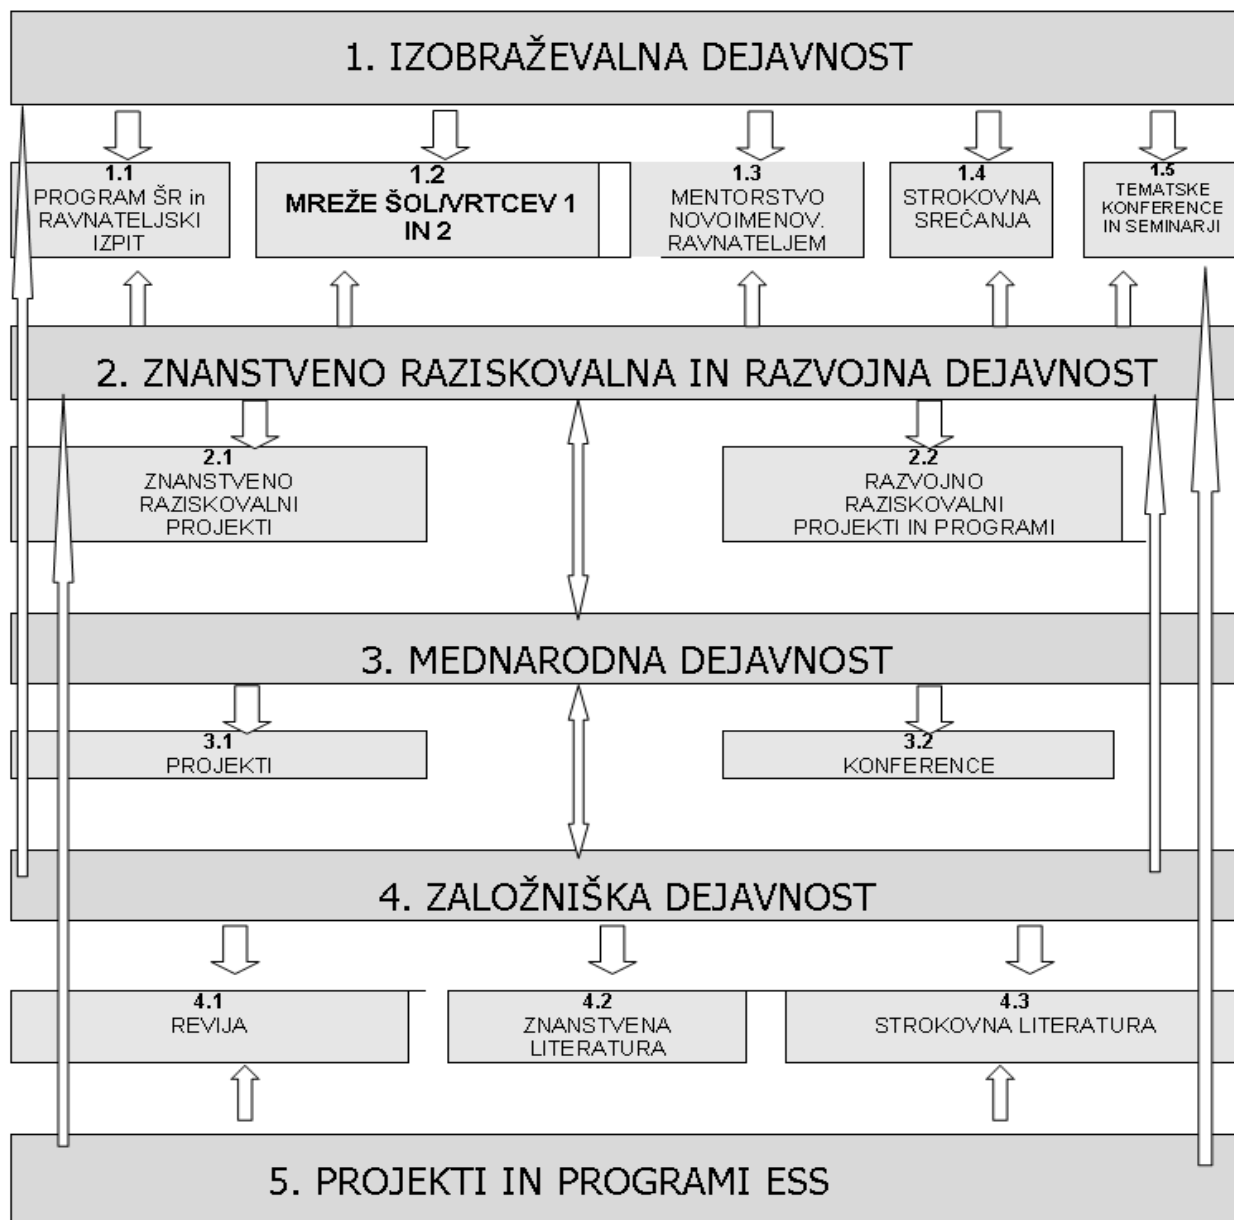 1. IZOBRAŽEVALNA DEJAVNOST
1.1
PROGRAM ŠR in
RAVNATELJSKI
IZPIT
1.2
MREŽE ŠOL/VRTCEV 1
IN 2
1.3
MENTORSTVO
NOVOIMENOV.
RAVNATELJEM
1.4
STROKOVNA
SREČANJA
1.5
TEMATSKE
KONFERENCE
IN SEMINARJI
2. ZNANSTVENO RAZISKOVALNA IN RAZVOJNA DEJAVNOST
2.1
ZNANSTVENO
RAZISKOVALNI
PROJEKTI
2.2
RAZVOJNO
RAZISKOVALNI
PROJEKTI IN PROGRAMI
3. MEDNARODNA DEJAVNOST
3.1
PROJEKTI
3.2
KONFERENCE
4. ZALOŽNIŠKA DEJAVNOST
4.1
REVIJA
4.2
ZNANSTVENA
LITERATURA
4.3
STROKOVNA LITERATURA
5. PROJEKTI IN PROGRAMI ESS